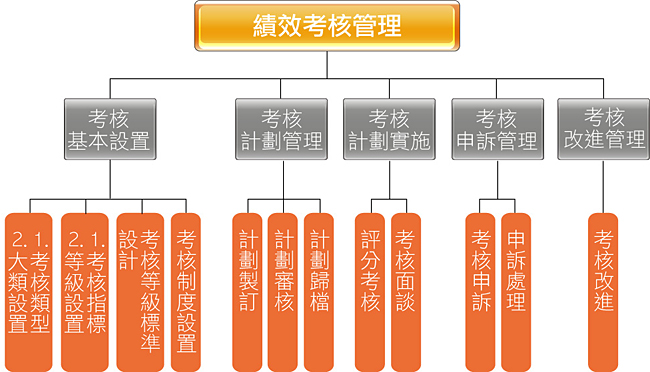 績效考核管理
考核
基本設置
考核
計劃管理
考核
計劃實施
考核
申訴管理
考核
改進管理
1.考核類型
2.大類設置
1.考核指標
2.等級設置
考核等級標準
設計
考核制度設置
計劃製訂
計劃審核
計劃歸檔
評分考核
考核面談
考核申訴
申訴處理
考核改進